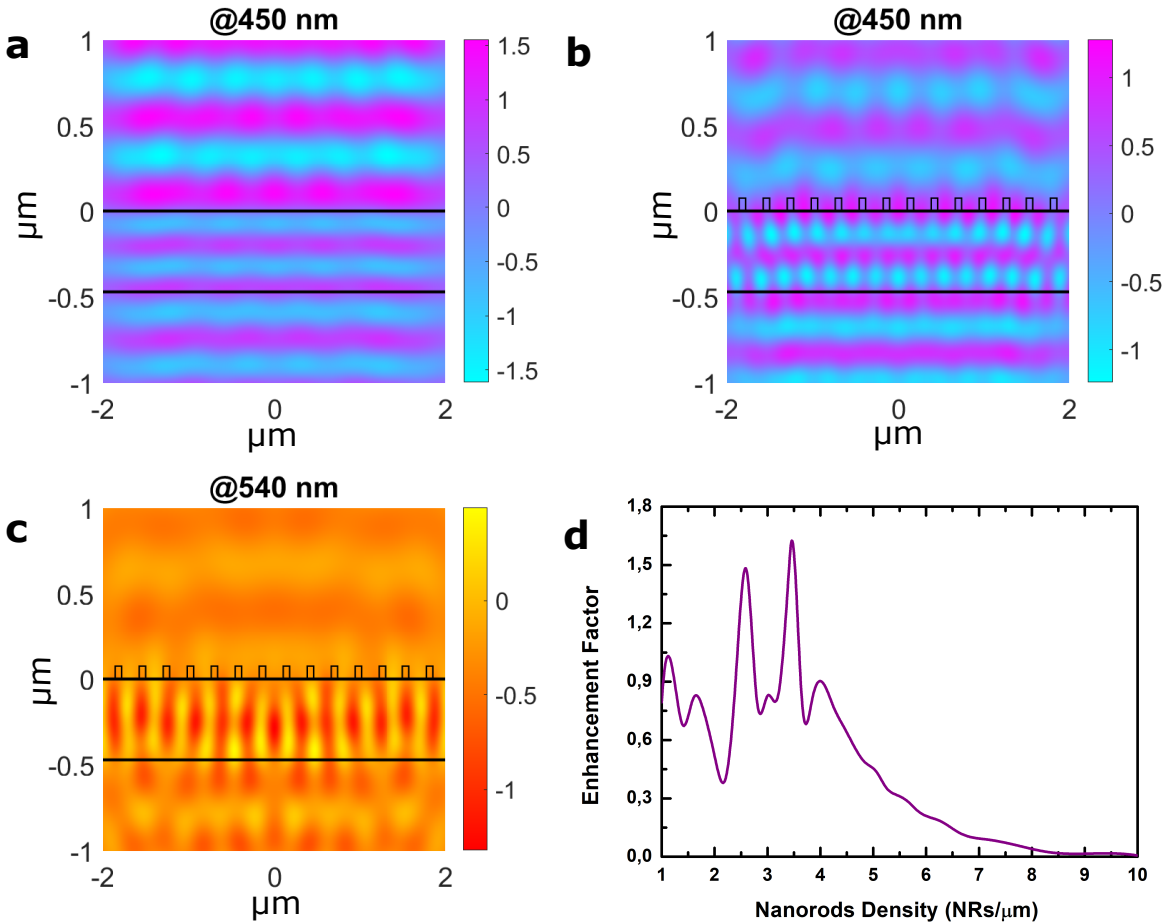 a
@450 nm
1
0.5
0
-0.5
-1
µm
-2
0
2
µm
1.5
1
0.5
0
-0.5
-1
-1.5
b
@450 nm
1
0.5
0
-0.5
-1
µm
-2
0
2
µm
1
0.5
0
-0.5
-1
c
@540 nm
1
0.5
0
-0.5
-1
µm
-2
0
2
µm
0
-0.5
-1
d
1,8
1,5
1,2
0,9
0,6
0,3
0,0
Enhancement Factor
1 2 3 4 5 6 7 8 9 10
Nanorods Density (NRs/µm)